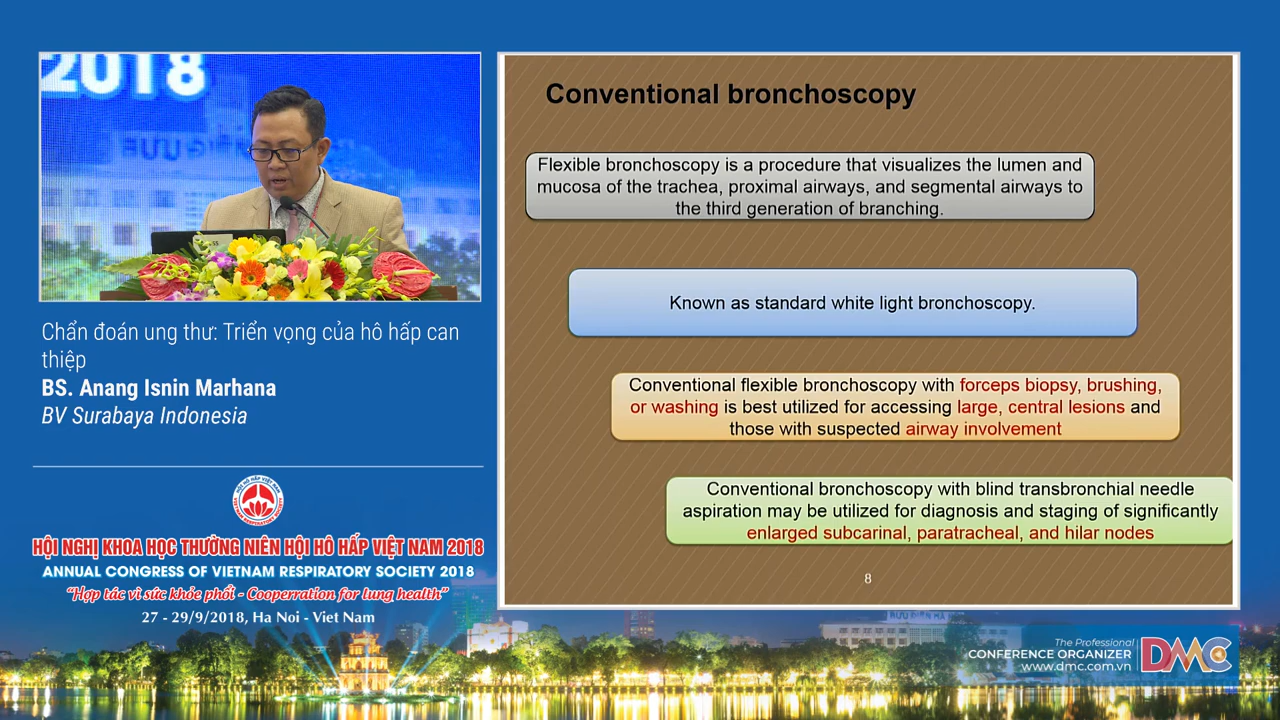 2018
Chẩn đoán ung thư: Triển vọng của hô hấp can
thiệp
BS. Anang Isnin Marhana
BV Surabaya Indonesia
HỘI NGHỊ KHOA HỌC THƯỜNG NIÊN HỘI HÔ HẤP VIỆT NAM 2018
ANNUAL CONGRESS OF VIETNAM RESPIRATORY SOCIETY 2018
“Hợp tác vì sức khỏe phổi - Cooperration for lung health”
27 - 29/9/2018, Ha Noi - Viet Nam
Conventional bronchoscopy
Flexible bronchoscopy is a procedure that visualizes the lumen and
mucosa of the trachea, proximal airways, and segmental airways to
the third generation of branching.
Known as standard white light bronchoscopy.
Conventional flexible bronchoscopy with forceps biopsy, brushing,
or washing is best utilized for accessing large, central lesions and
those with suspected airway involvement
Conventional bronchoscopy with blind transbronchial needle
aspiration may be utilized for diagnosis and staging of significantly
enlarged subcarinal, paratracheal, and hilar nodes
8
The Professional
CONFERENCE ORGANIZER
www.dmc.com.vn
DMC